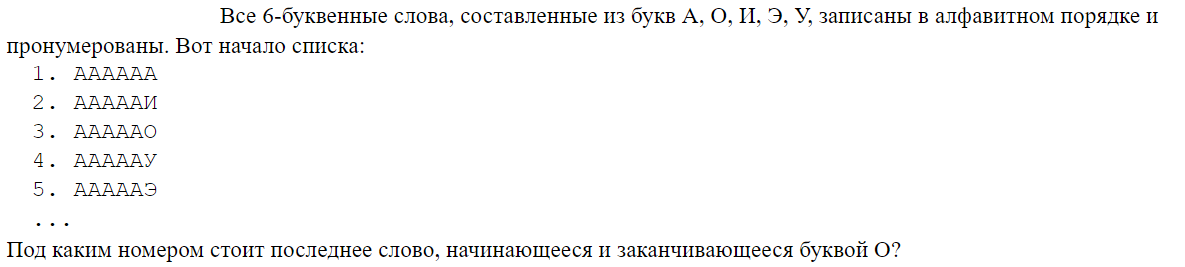 Все 6-буквенные слова, составленные из букв А, О, И, Э, У, записаны в алфавитном порядке и
пронумерованы. Вот начало списка:
1. АААААА
2. АААААИ
3. АААААО
4. АААААУ
5. АААААЭ
...
Под каким номером стоит последнее слово, начинающееся и заканчивающееся буквой О?